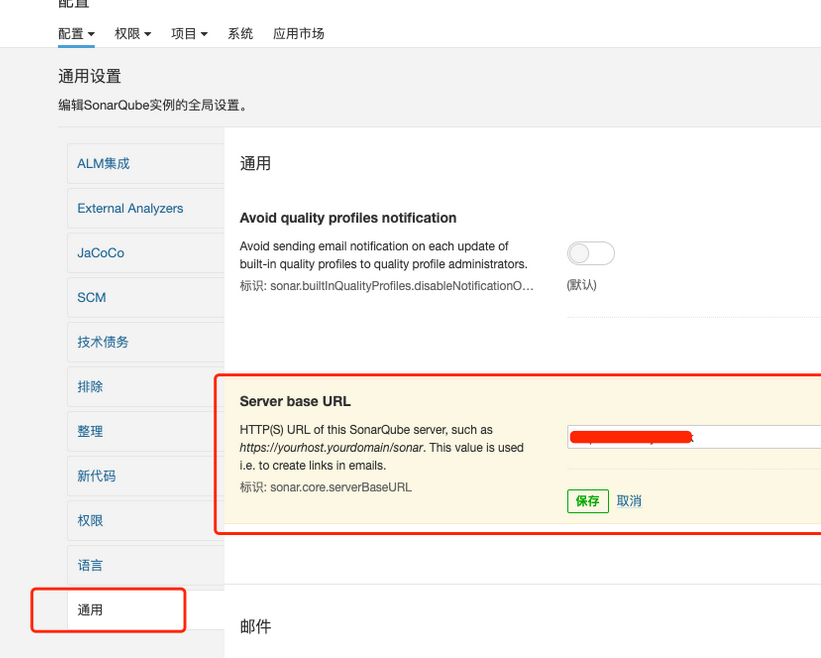 配置
配置 权限 项目 系统 应用市场
通用设置
编辑SonarQube实例的全局设置。
ALM集成
External Analyzers
JaCoCo
SCM
技术债务
排除
整理
新代码
权限
语言
通用
通用
Avoid quality profiles notification
Avoid sending email notification on each update of
built-in quality profiles to quality profile administrators.
标识: sonar.builtInQualityProfiles.disableNotificationO...
(默认)
Server base URL
HTTP(S) URL of this SonarQube server, such as
https://yourhost.yourdomain/sonar. This value is used
i.e. to create links in emails.
标识: sonar.core.serverBaseURL
保存 取消
邮件